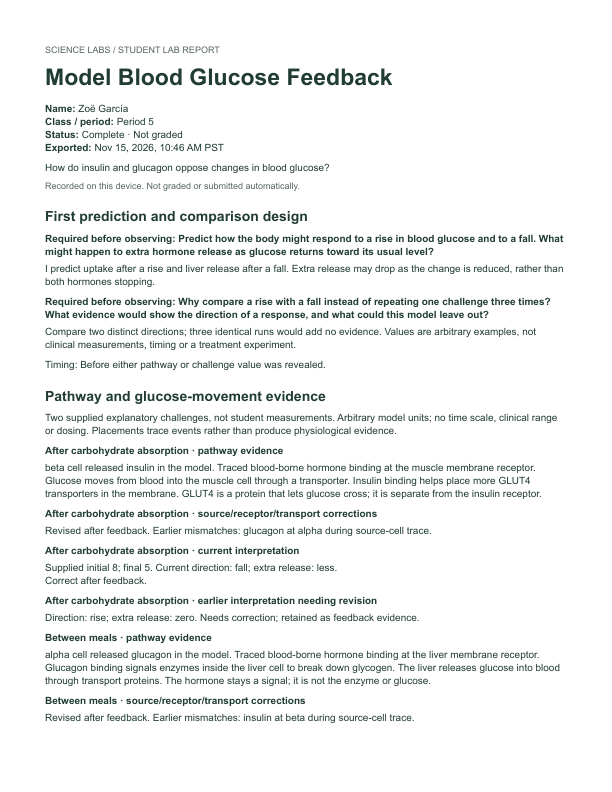 SCIENCE LABS / STUDENT LAB REPORT
Model Blood Glucose Feedback
Name: Zoë García
Class / period: Period 5
Status: Complete · Not graded
Exported: Nov 15, 2026, 10:46 AM PST
How do insulin and glucagon oppose changes in blood glucose?
Recorded on this device. Not graded or submitted automatically.
First prediction and comparison design
Required before observing: Predict how the body might respond to a rise in blood glucose and to a fall. What
might happen to extra hormone release as glucose returns toward its usual level?
I predict uptake after a rise and liver release after a fall. Extra release may drop as the change is reduced, rather than
both hormones stopping.
Required before observing: Why compare a rise with a fall instead of repeating one challenge three times?
What evidence would show the direction of a response, and what could this model leave out?
Compare two distinct directions; three identical runs would add no evidence. Values are arbitrary examples, not
clinical measurements, timing or a treatment experiment.
Timing: Before either pathway or challenge value was revealed.
Pathway and glucose-movement evidence
Two supplied explanatory challenges, not student measurements. Arbitrary model units; no time scale, clinical range
or dosing. Placements trace events rather than produce physiological evidence.
After carbohydrate absorption · pathway evidence
beta cell released insulin in the model. Traced blood-borne hormone binding at the muscle membrane receptor.
Glucose moves from blood into the muscle cell through a transporter. Insulin binding helps place more GLUT4
transporters in the membrane. GLUT4 is a protein that lets glucose cross; it is separate from the insulin receptor.
After carbohydrate absorption · source/receptor/transport corrections
Revised after feedback. Earlier mismatches: glucagon at alpha during source-cell trace.
After carbohydrate absorption · current interpretation
Supplied initial 8; final 5. Current direction: fall; extra release: less.
Correct after feedback.
After carbohydrate absorption · earlier interpretation needing revision
Direction: rise; extra release: zero. Needs correction; retained as feedback evidence.
Between meals · pathway evidence
alpha cell released glucagon in the model. Traced blood-borne hormone binding at the liver membrane receptor.
Glucagon binding signals enzymes inside the liver cell to break down glycogen. The liver releases glucose into blood
through transport proteins. The hormone stays a signal; it is not the enzyme or glucose.
Between meals · source/receptor/transport corrections
Revised after feedback. Earlier mismatches: insulin at beta during source-cell trace.